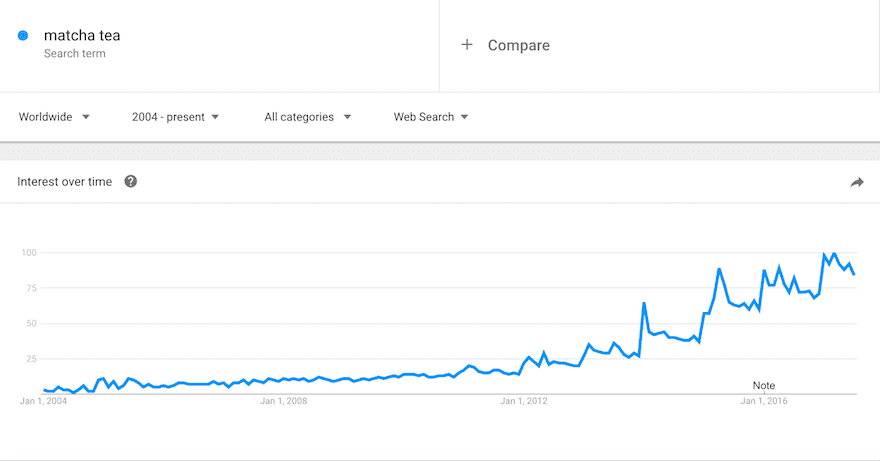 matcha tea
Search term
+ Compare
Worldwide
2004 - present
All categories
Web Search
Interest over time ?
100
75
50
25
Note
Jan 1, 2004
Jan 1, 2008
Jan 1, 2012
Jan 1, 2016